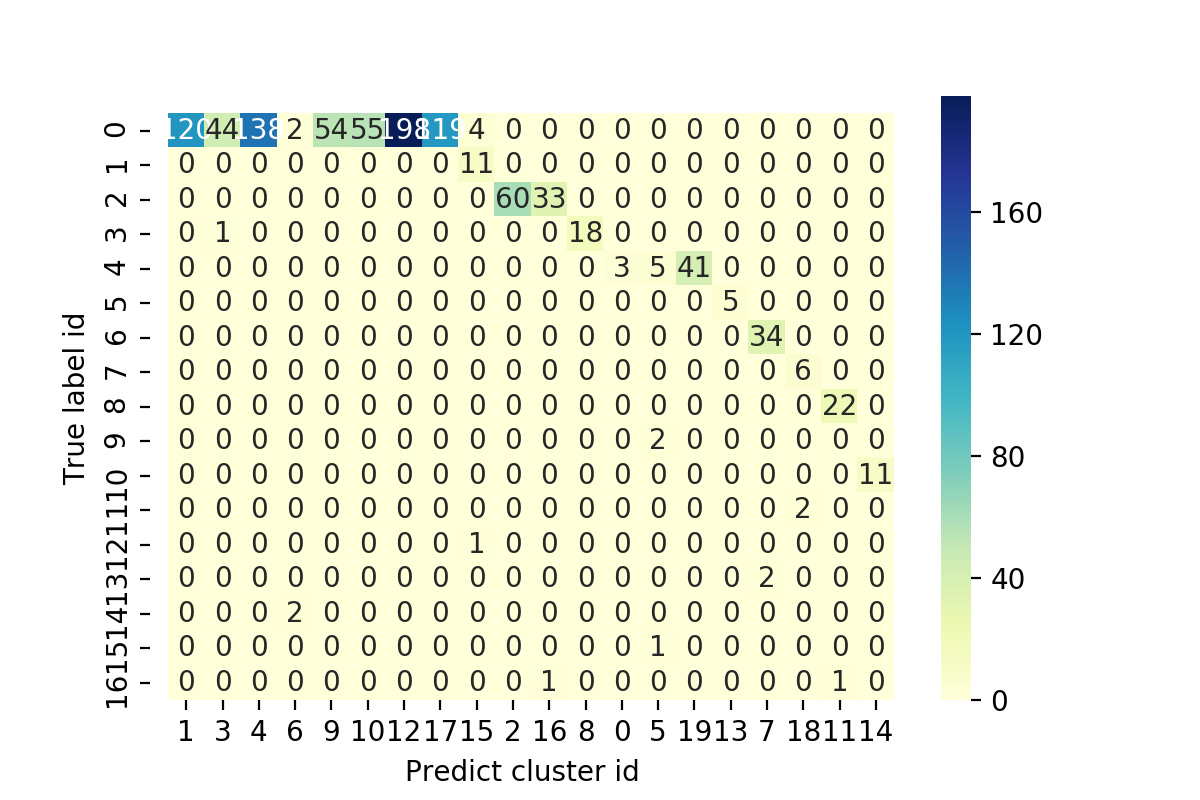 0 120 44 138 2 54 55 198 119 4 0 0 0 0 0 0 0 0 0 0 0
1 0 0 0 0 0 0 0 0 11 0 0 0 0 0 0 0 0 0 0 0
2 0 0 0 0 0 0 0 0 0 60 33 0 0 0 0 0 0 0 0 0
3 0 1 0 0 0 0 0 0 0 0 0 18 0 0 0 0 0 0 0 0
4 0 0 0 0 0 0 0 0 0 0 0 0 3 5 41 0 0 0 0 0
5 0 0 0 0 0 0 0 0 0 0 0 0 0 0 0 5 0 0 0 0
6 0 0 0 0 0 0 0 0 0 0 0 0 0 0 0 0 34 0 0 0
7 0 0 0 0 0 0 0 0 0 0 0 0 0 0 0 0 0 6 0 0
8 0 0 0 0 0 0 0 0 0 0 0 0 0 0 0 0 0 0 22 0
9 0 0 0 0 0 0 0 0 0 0 0 0 0 2 0 0 0 0 0 0
10 0 0 0 0 0 0 0 0 0 0 0 0 0 0 0 0 0 0 0 11
11 0 0 0 0 0 0 0 0 0 0 0 0 0 0 0 0 0 2 0 0
12 0 0 0 0 0 0 0 0 1 0 0 0 0 0 0 0 0 0 0 0
13 0 0 0 0 0 0 0 0 0 0 0 0 0 0 0 0 2 0 0 0
14 0 0 0 2 0 0 0 0 0 0 0 0 0 0 0 0 0 0 0 0
15 0 0 0 0 0 0 0 0 0 0 0 0 0 1 0 0 0 0 0 0
16 0 0 0 0 0 0 0 0 0 0 1 0 0 0 0 0 0 0 1 0
1 3 4 6 9 10 12 17 15 2 16 8 0 5 19 13 7 18 11 14
Predict cluster id
True label id
160
120
80
40
0